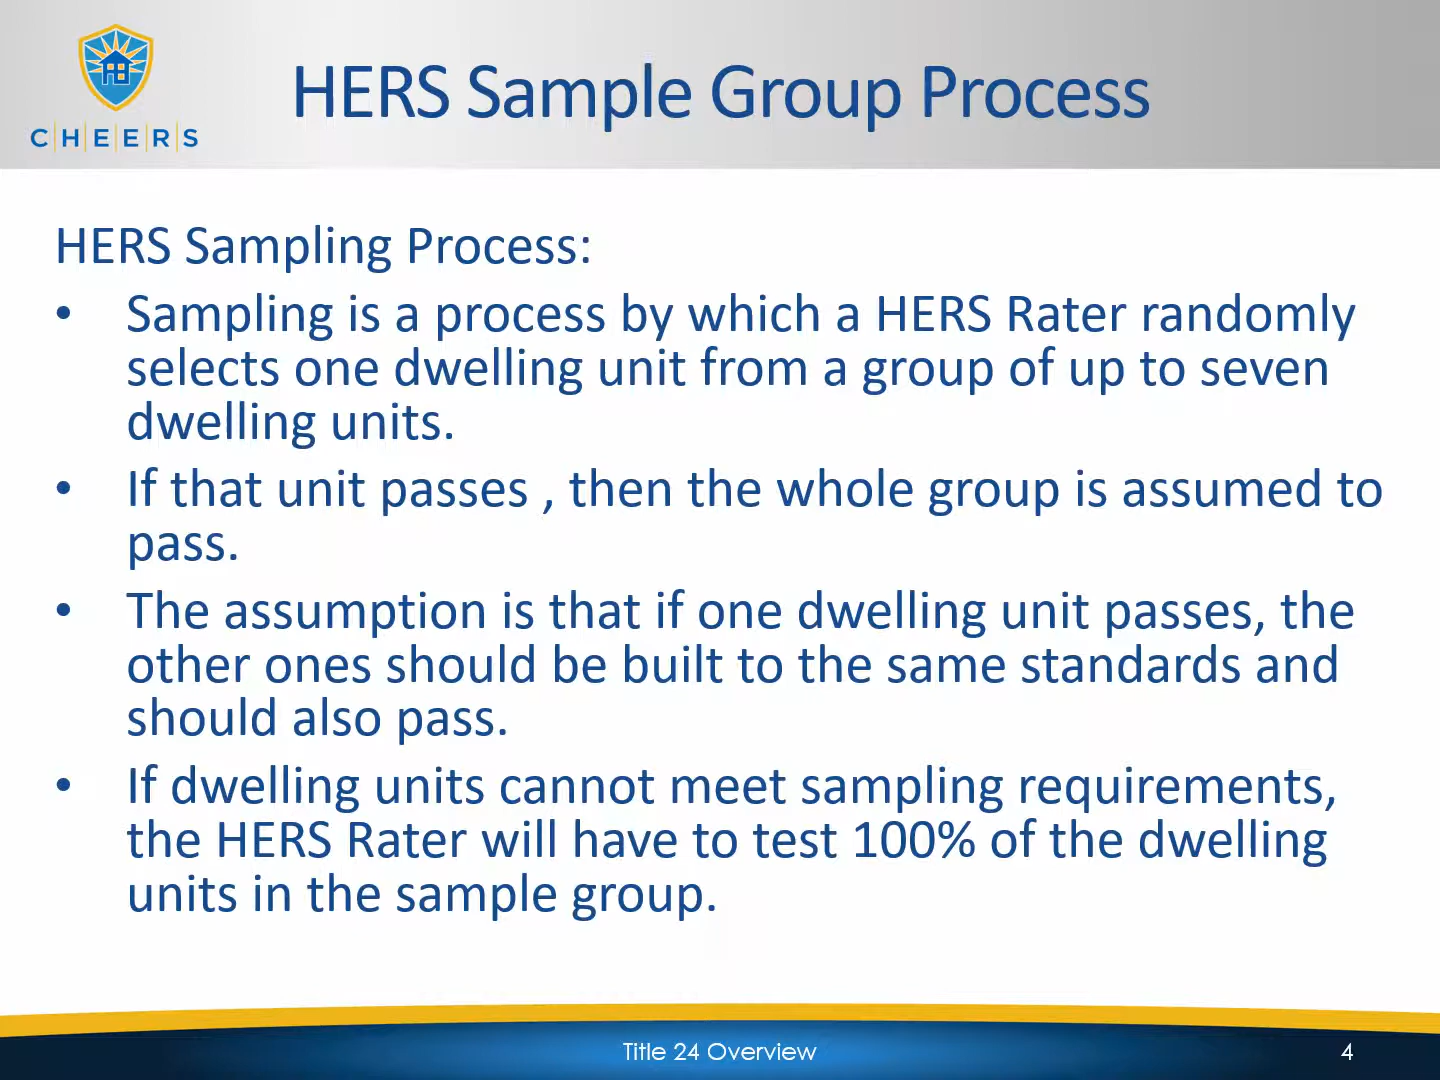 HERS Sample Group Process
C|H|E|E|R|S
HERS Sampling Process:
• Sampling is a process by which a HERS Rater randomly
selects one dwelling unit from a group of up to seven
dwelling units.
• If that unit passes , then the whole group is assumed to
pass.
• The assumption is that if one dwelling unit passes, the
other ones should be built to the same standards and
should also pass.
• If dwelling units cannot meet sampling requirements,
the HERS Rater will have to test 100% of the dwelling
units in the sample group.
Title 24 Overview
4